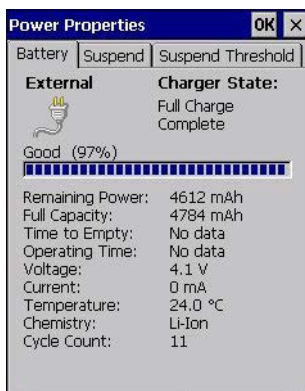 Power Properties OK ×
Battery Suspend Suspend Threshold
External Charger State:
Full Charge
Complete
Good (97%)
Remaining Power: 4612 mAh
Full Capacity: 4784 mAh
Time to Empty: No data
Operating Time: No data
Voltage: 4.1 V
Current: 0 mA
Temperature: 24.0 °C
Chemistry: Li-Ion
Cycle Count: 11